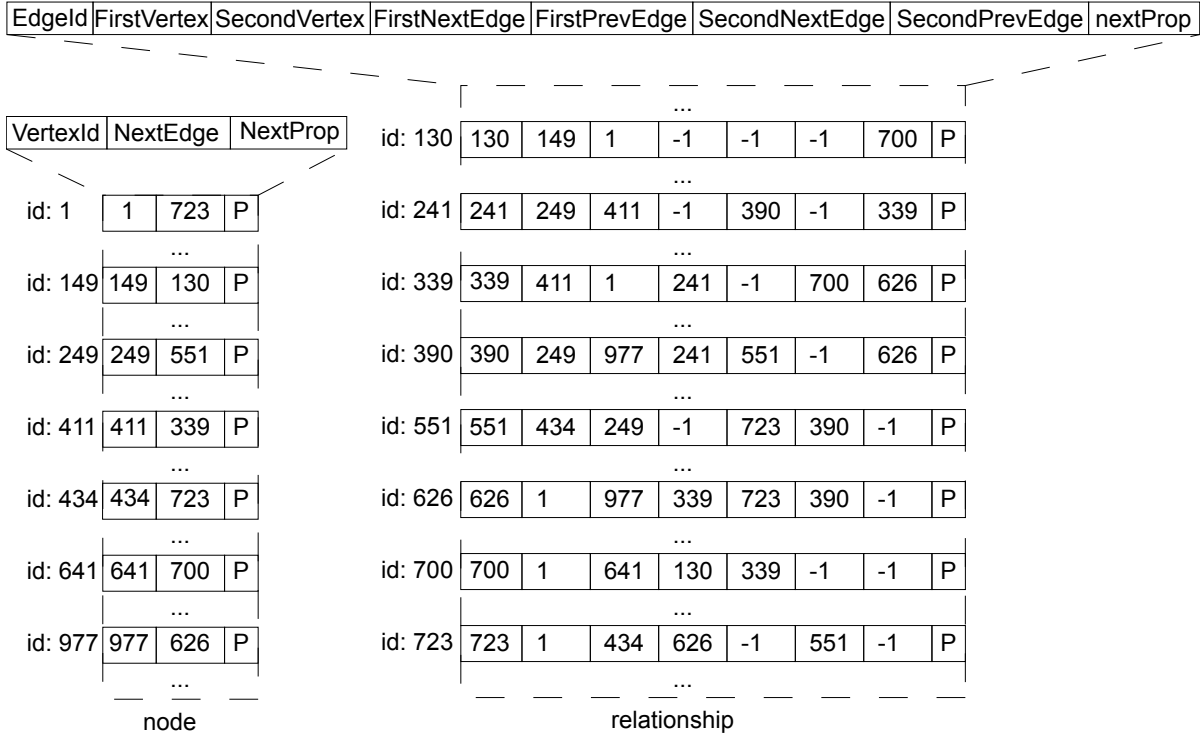 EdgeId FirstVertex SecondVertex FirstNextEdge FirstPrevEdge SecondNextEdge SecondPrevEdge nextProp
VertexId NextEdge NextProp
id: 1 1 723 P
...
id: 149 149 130 P
...
id: 249 249 551 P
...
id: 411 411 339 P
...
id: 434 434 723 P
...
id: 641 641 700 P
...
id: 977 977 626 P
...
node
...
id: 130 130 149 1 -1 -1 -1 700 P
...
id: 241 241 249 411 -1 390 -1 339 P
...
id: 339 339 411 1 241 -1 700 626 P
...
id: 390 390 249 977 241 551 -1 626 P
...
id: 551 551 434 249 -1 723 390 -1 P
...
id: 626 626 1 977 339 723 390 -1 P
...
id: 700 700 1 641 130 339 -1 -1 P
...
id: 723 723 1 434 626 -1 551 -1 P
...
relationship